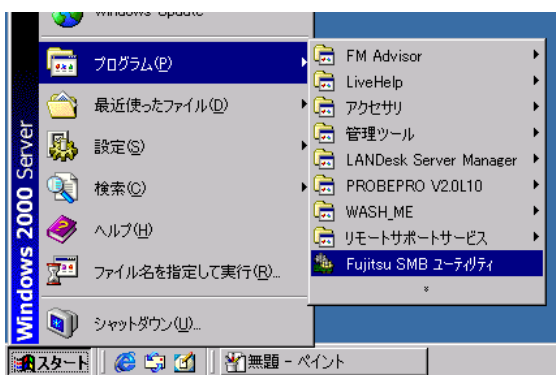 Windows Update
プログラム(P)
最近使ったファイル(D)
設定(S)
検索(C)
ヘルプ(H)
ファイル名を指定して実行(R)...
シャットダウン(U)...
Windows 2000 Server
FM Advisor
LiveHelp
アクセサリ
管理ツール
LANDesk Server Manager
PROBEPRO V2.0L10
WASH_ME
リモートサポートサービス
Fujitsu SMB ユーティリティ
スタート
無題 - ペイント